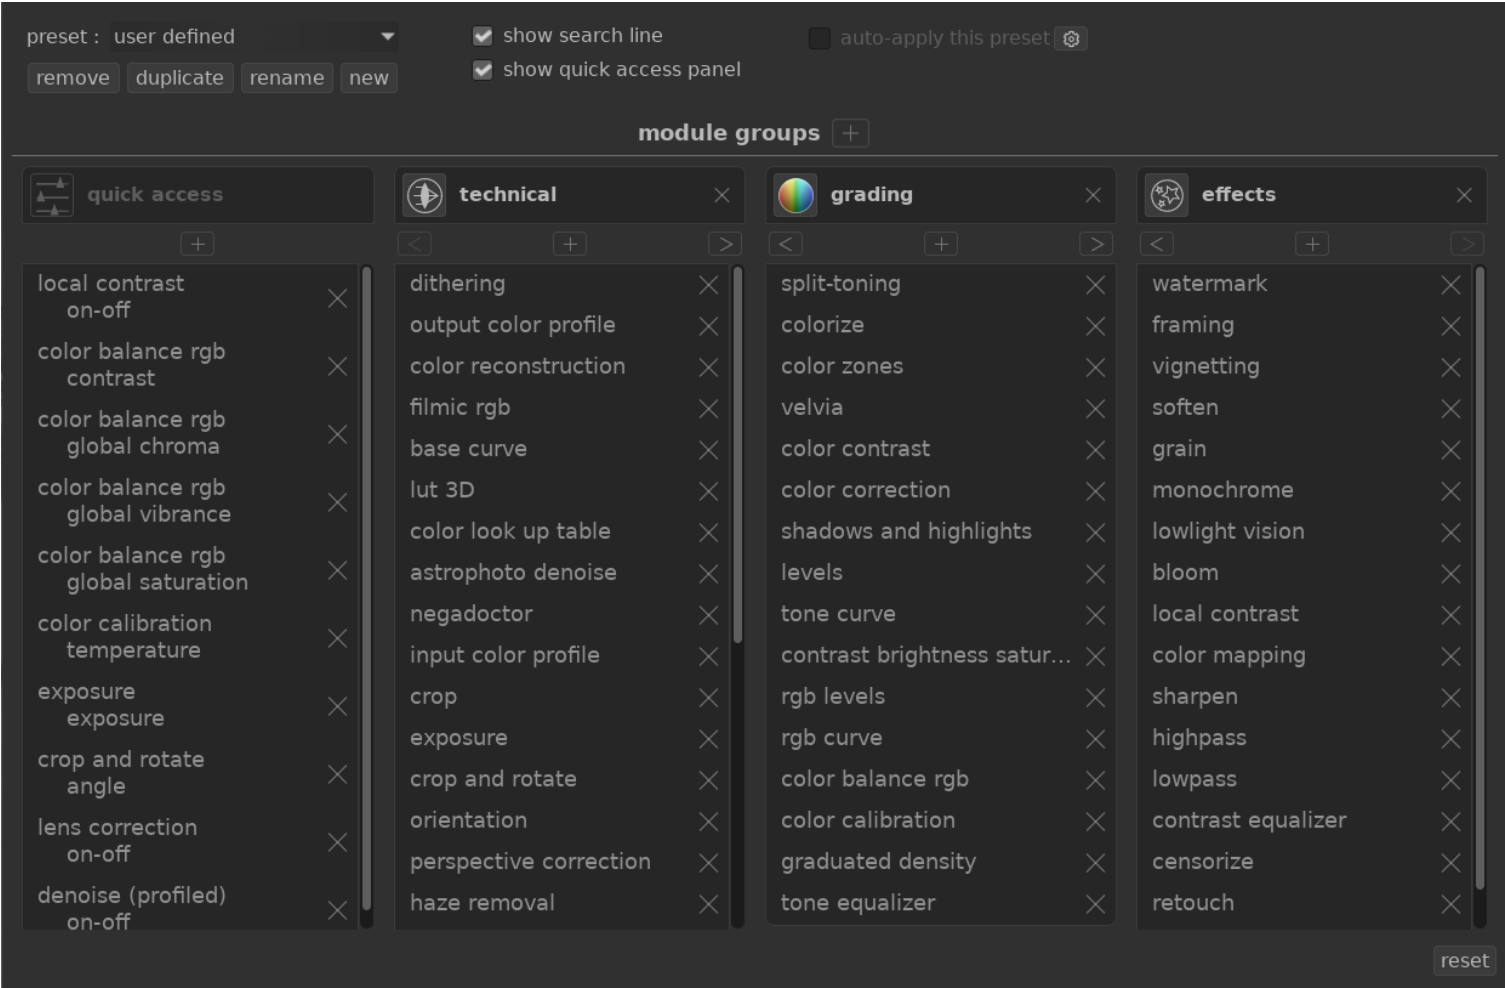 preset : user defined
show search line
auto-apply this preset
remove duplicate rename new
show quick access panel
module groups +
quick access
technical
grading
effects
+
< + >
< + >
< + >
local contrast
on-off
color balance rgb
contrast
color balance rgb
global chroma
color balance rgb
global vibrance
color balance rgb
global saturation
color calibration
temperature
exposure
exposure
crop and rotate
angle
lens correction
on-off
denoise (profiled)
on-off
dithering
output color profile
color reconstruction
filmic rgb
base curve
lut 3D
color look up table
astrophoto denoise
negadoctor
input color profile
crop
exposure
crop and rotate
orientation
perspective correction
haze removal
split-toning
colorize
color zones
velvia
color contrast
color correction
shadows and highlights
levels
tone curve
contrast brightness satur...
rgb levels
rgb curve
color balance rgb
color calibration
graduated density
tone equalizer
watermark
framing
vignetting
soften
grain
monochrome
lowlight vision
bloom
local contrast
color mapping
sharpen
highpass
lowpass
contrast equalizer
censorize
retouch
reset